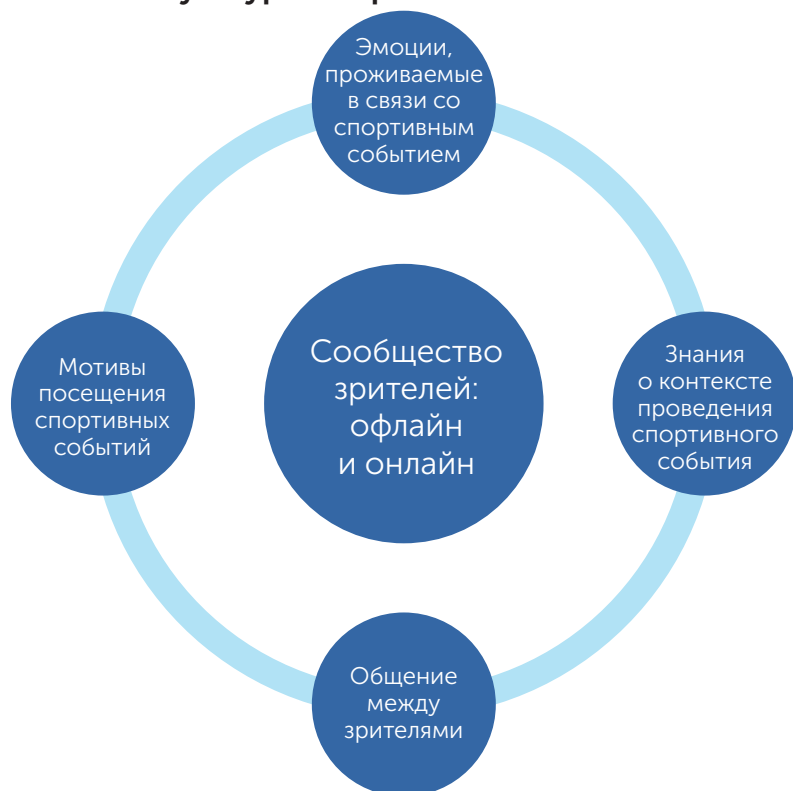 Эмоции,
проживаемые
в связи со
спортивным
событием
Мотивы
посещения
спортивных
событий
Сообщество
зрителей:
офлайн
и онлайн
Знания
о контексте
проведения
спортивного
события
Общение
между
зрителями